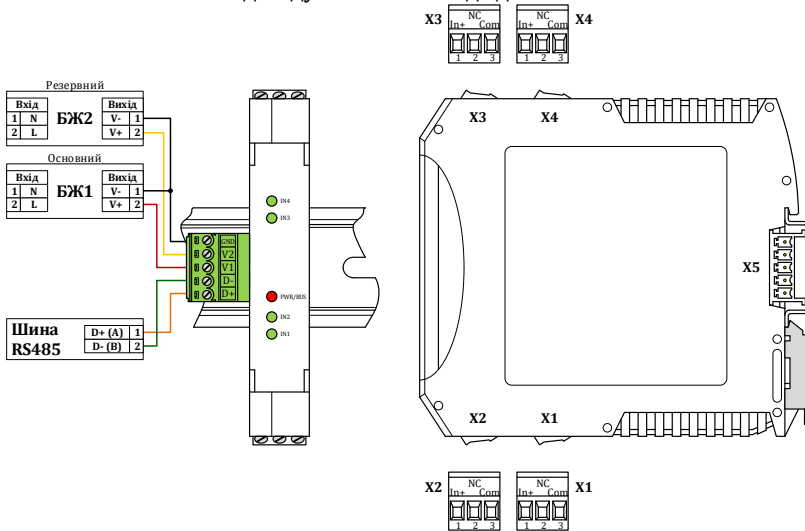 X3
NC
In+ Com
1 2 3
NC
In+ Com
1 2 3
X4
Резервний
Вхід
1 N
2 L
БЖ2
Вихід
V- 1
V+ 2
Основний
Вхід
1 N
2 L
БЖ1
Вихід
V- 1
V+ 2
Шина
RS485
D+ (A) 1
D- (B) 2
GND
V2
V1
D-
D+
IN4
IN3
PWR/BUS
IN2
IN1
X3
X4
X5
X2
X1
X2
NC
In+ Com
1 2 3
NC
In+ Com
1 2 3
X1